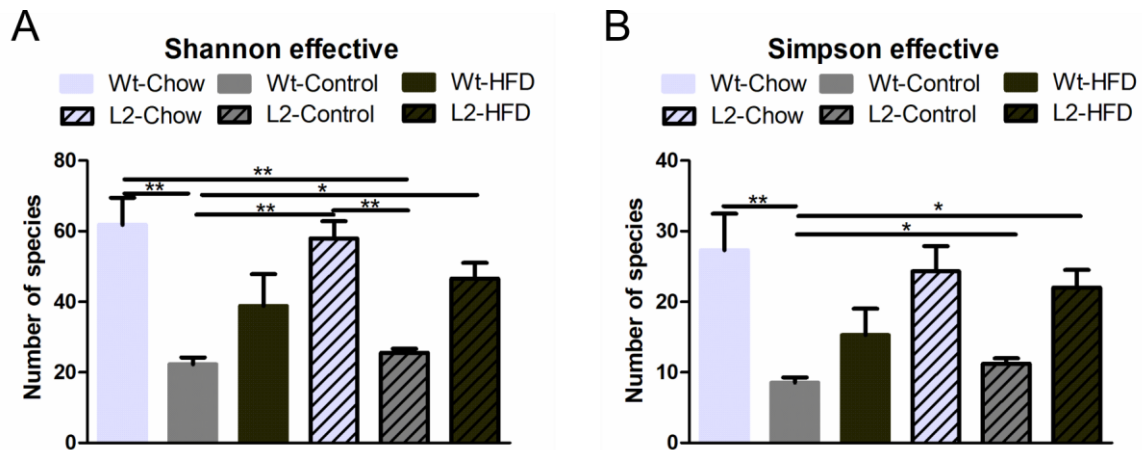 A
Shannon effective
Wt-Chow Wt-Control Wt-HFD
L2-Chow L2-Control L2-HFD
Number of species
80
60
40
20
0
**
**
*
**
**
B
Simpson effective
Wt-Chow Wt-Control Wt-HFD
L2-Chow L2-Control L2-HFD
Number of species
40
30
20
10
0
**
*
*